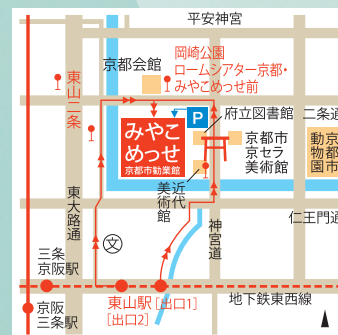 平安神宮
京都会館
岡崎公園
ロームシアター京都・
みやこめっせ前
東山二条
P
府立図書館
二条通
みやこ
めっせ
京都市勧業館
京都市
京セラ
美術館
動物園
京都市
近代
美術館
東大路通
文
神宮道
仁王門通
三条
京阪駅
東山駅[出口1]
[出口2]
地下鉄東西線
京阪
三条駅